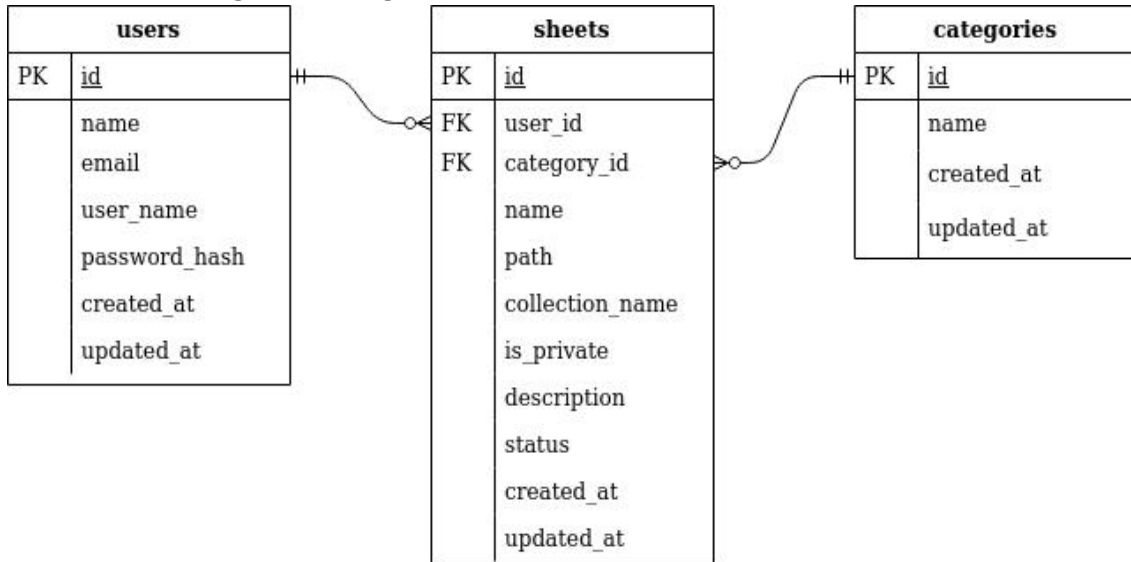 users
PK id
name
email
user_name
password_hash
created_at
updated_at
sheets
PK id
FK user_id
FK category_id
name
path
collection_name
is_private
description
status
created_at
updated_at
categories
PK id
name
created_at
updated_at